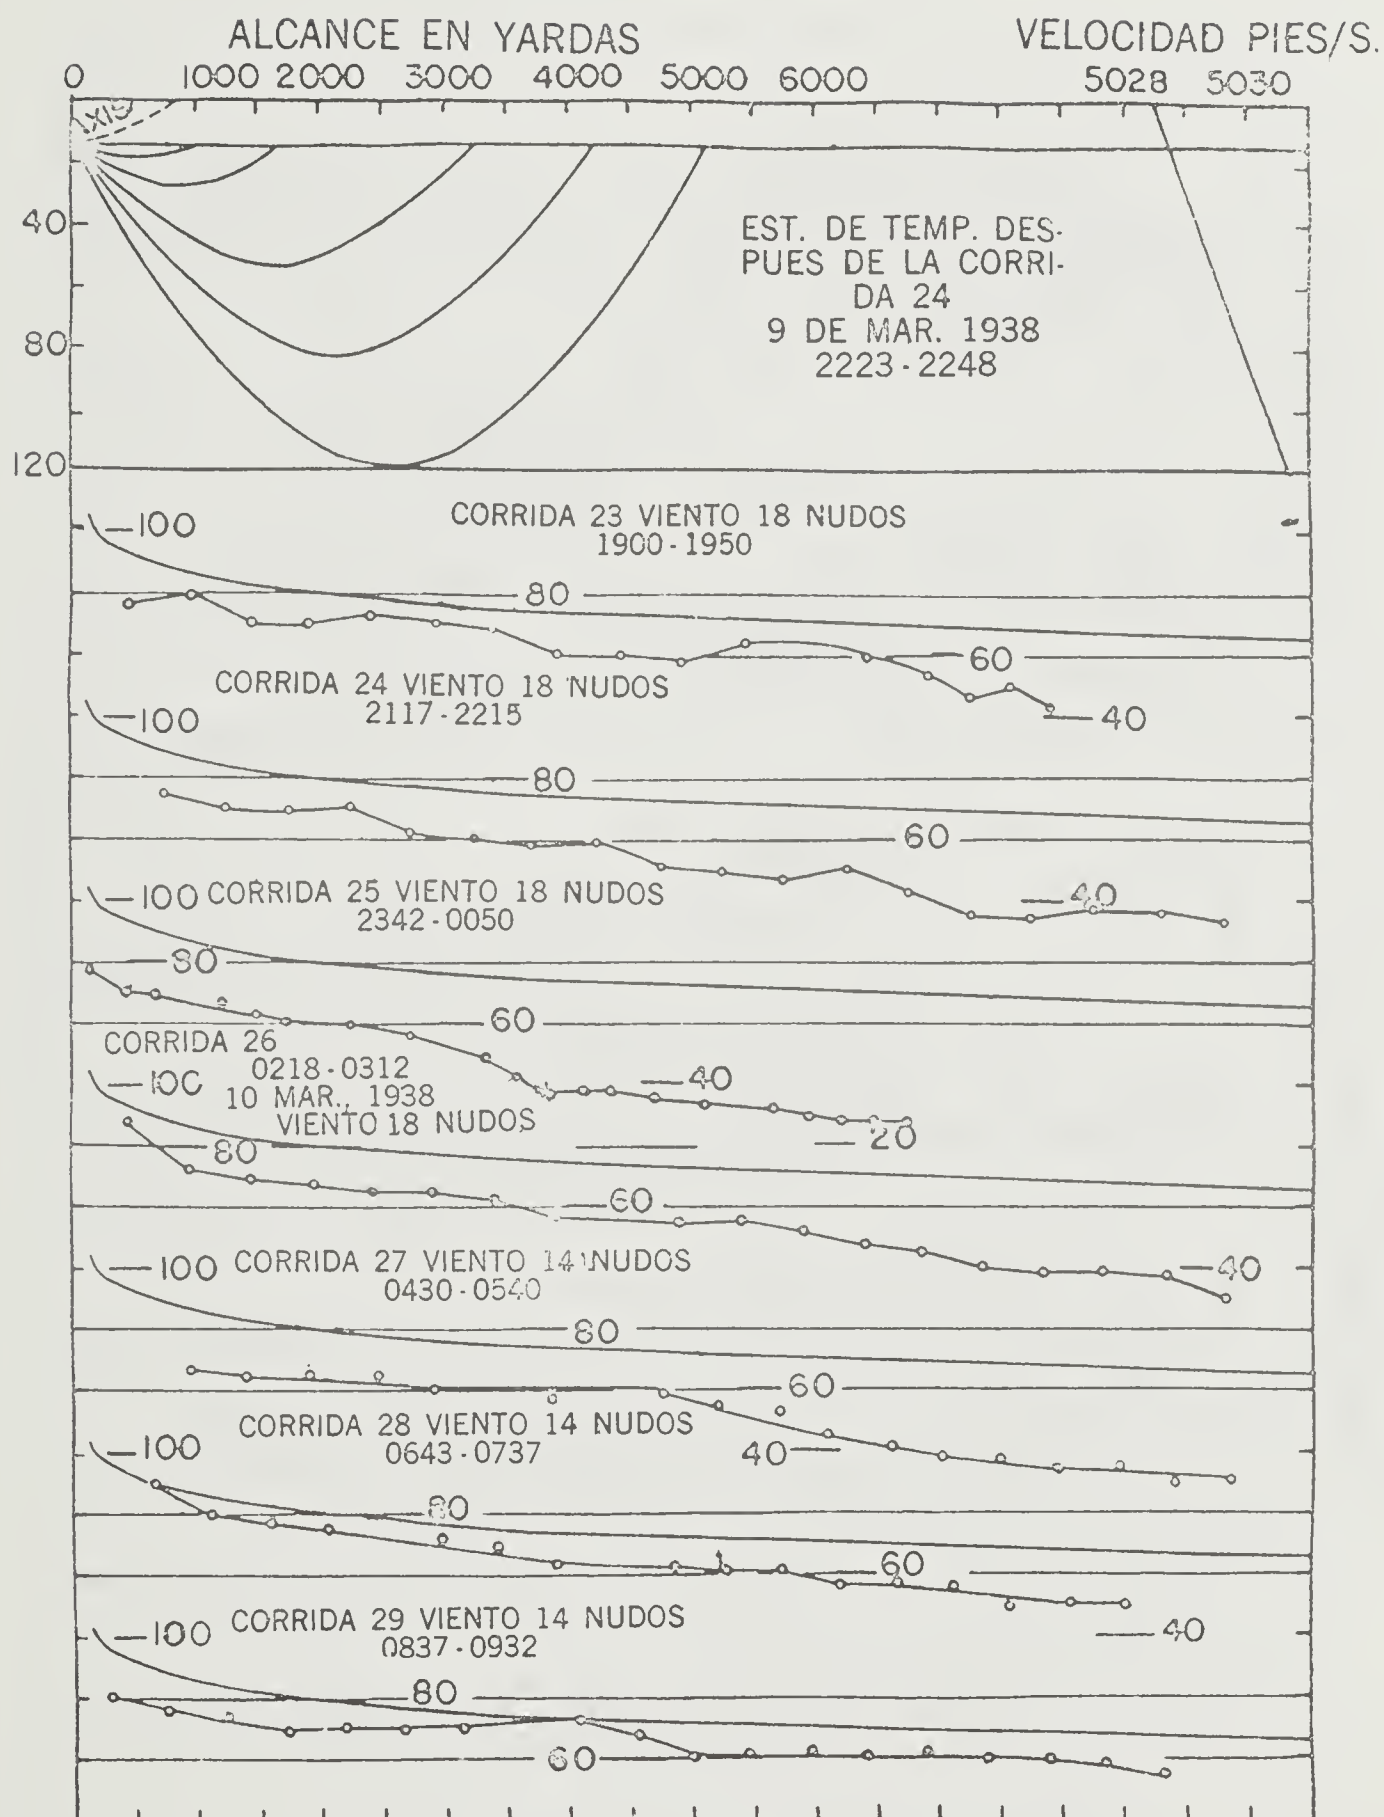 ALCANCE EN YARDAS VELOCIDAD PIES/S.
0 1000 2000 3000 4000 5000 6000 5028 5030
AXIS
40
EST. DE TEMP. DES-
PUES DE LA CORRI-
DA 24
9 DE MAR. 1938
80
2223-2248
120
CORRIDA 23 VIENTO 18 NUDOS
100
1900-1950
80
60
CORRIDA 24 VIENTO 18 NUDOS
2117-2215
100
40
80
60
100 CORRIDA 25 VIENTO 18 NUDOS
40
2342-0050
80
60
CORRIDA 26
0218-0312
100
40
10 MAR., 1938
VIENTO 18 NUDOS
20
80
60
100 CORRIDA 27 VIENTO 14 NUDOS
40
0430-0540
80
60
CORRIDA 28 VIENTO 14 NUDOS
100
0643-0737
40
80
60
CORRIDA 29 VIENTO 14 NUDOS
100
40
0837-0932
80
60